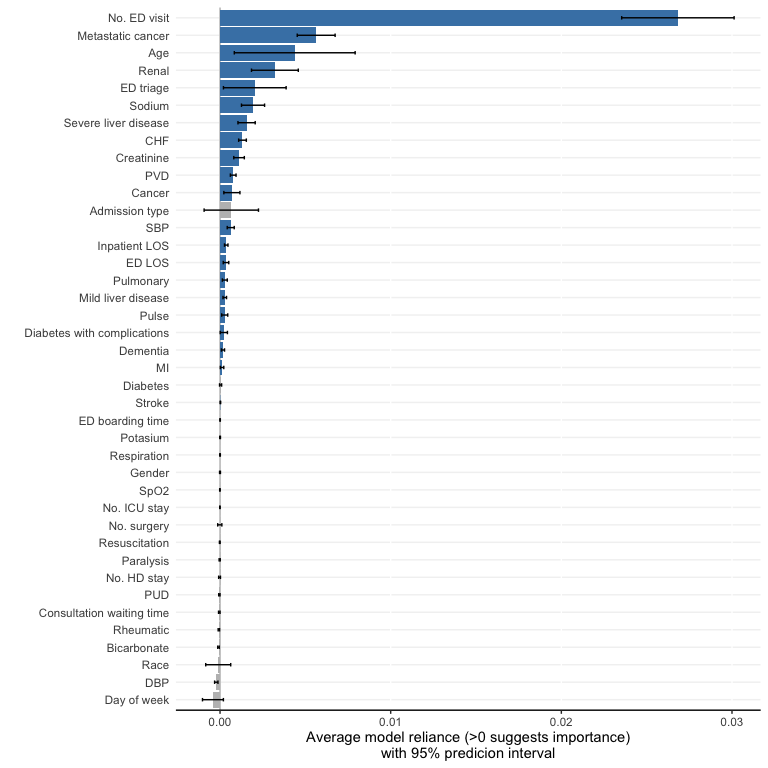 No. ED visit
Metastatic cancer
Age
Renal
ED triage
Sodium
Severe liver disease
CHF
Creatinine
PVD
Cancer
Admission type
SBP
Inpatient LOS
ED LOS
Pulmonary
Mild liver disease
Pulse
Diabetes with complications
Dementia
MI
Diabetes
Stroke
ED boarding time
Potasium
Respiration
Gender
SpO2
No. ICU stay
No. surgery
Resuscitation
Paralysis
No. HD stay
PUD
Consultation waiting time
Rheumatic
Bicarbonate
Race
DBP
Day of week
0.00 0.01 0.02 0.03
Average model reliance (>0 suggests importance)
with 95% predicion interval